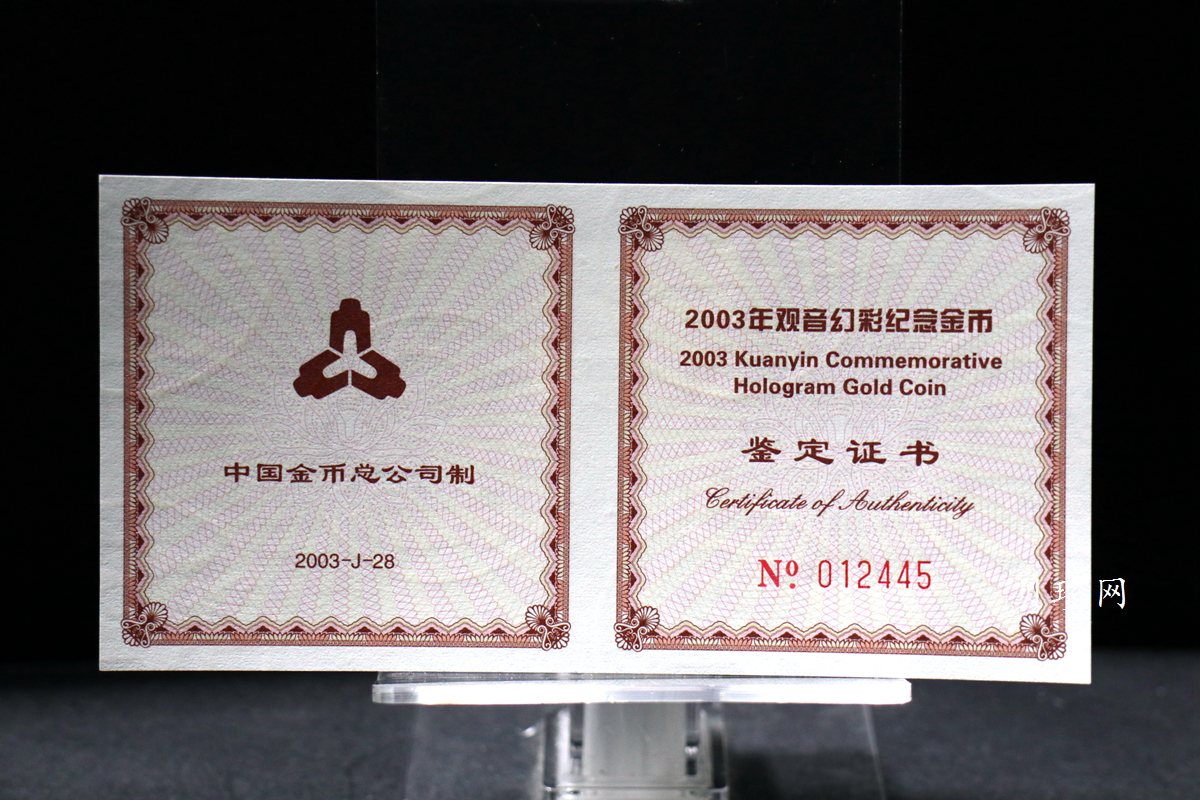 中国金币总公司制
2003-J-28
2003年观音幻彩纪念金币
2003 Kuanyin Commemorative
Hologram Gold Coin
鉴定证书
Certificate of Authenticity
Nº 012445
网